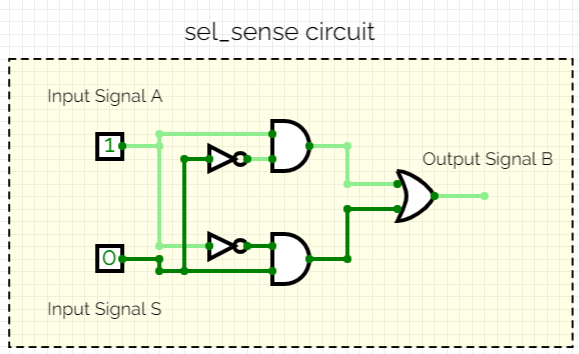 sel_sense circuit
Input Signal A
1
Output Signal B
0
Input Signal S